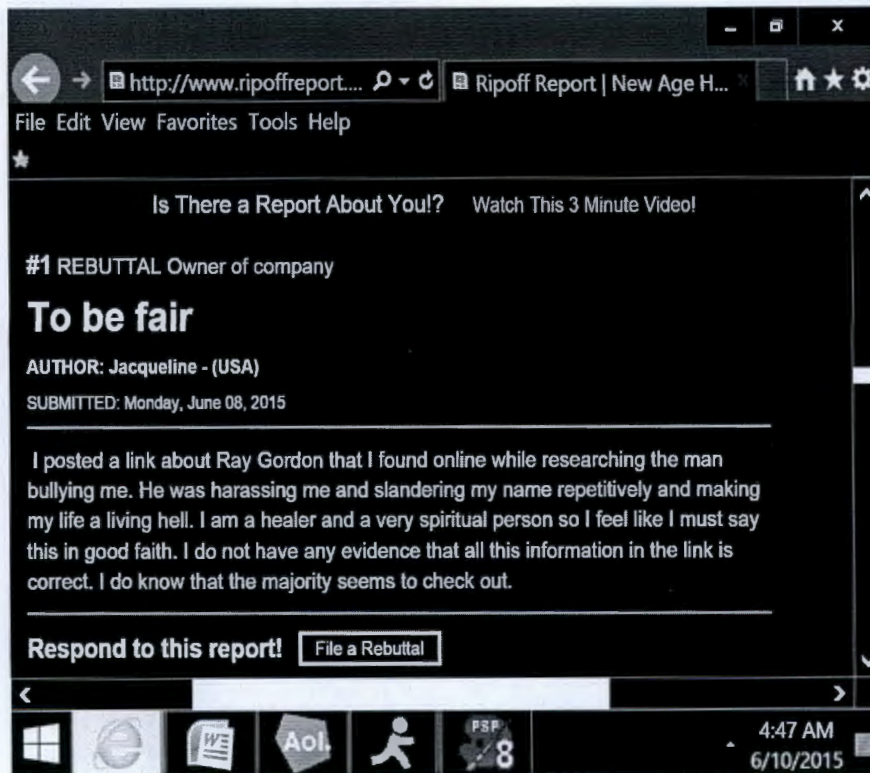 http://www.ripoffreport....
Ripoff Report | New Age H...
File Edit View Favorites Tools Help
Is There a Report About You!? Watch This 3 Minute Video!
#1 REBUTTAL Owner of company
To be fair
AUTHOR: Jacqueline - (USA)
SUBMITTED: Monday, June 08, 2015
I posted a link about Ray Gordon that I found online while researching the man
bullying me. He was harassing me and slandering my name repetitively and making
my life a living hell. I am a healer and a very spiritual person so I feel like I must say
this in good faith. I do not have any evidence that all this information in the link is
correct. I do know that the majority seems to check out.
Respond to this report! File a Rebuttal
W Aol. PSP 8
4:47 AM
6/10/2015